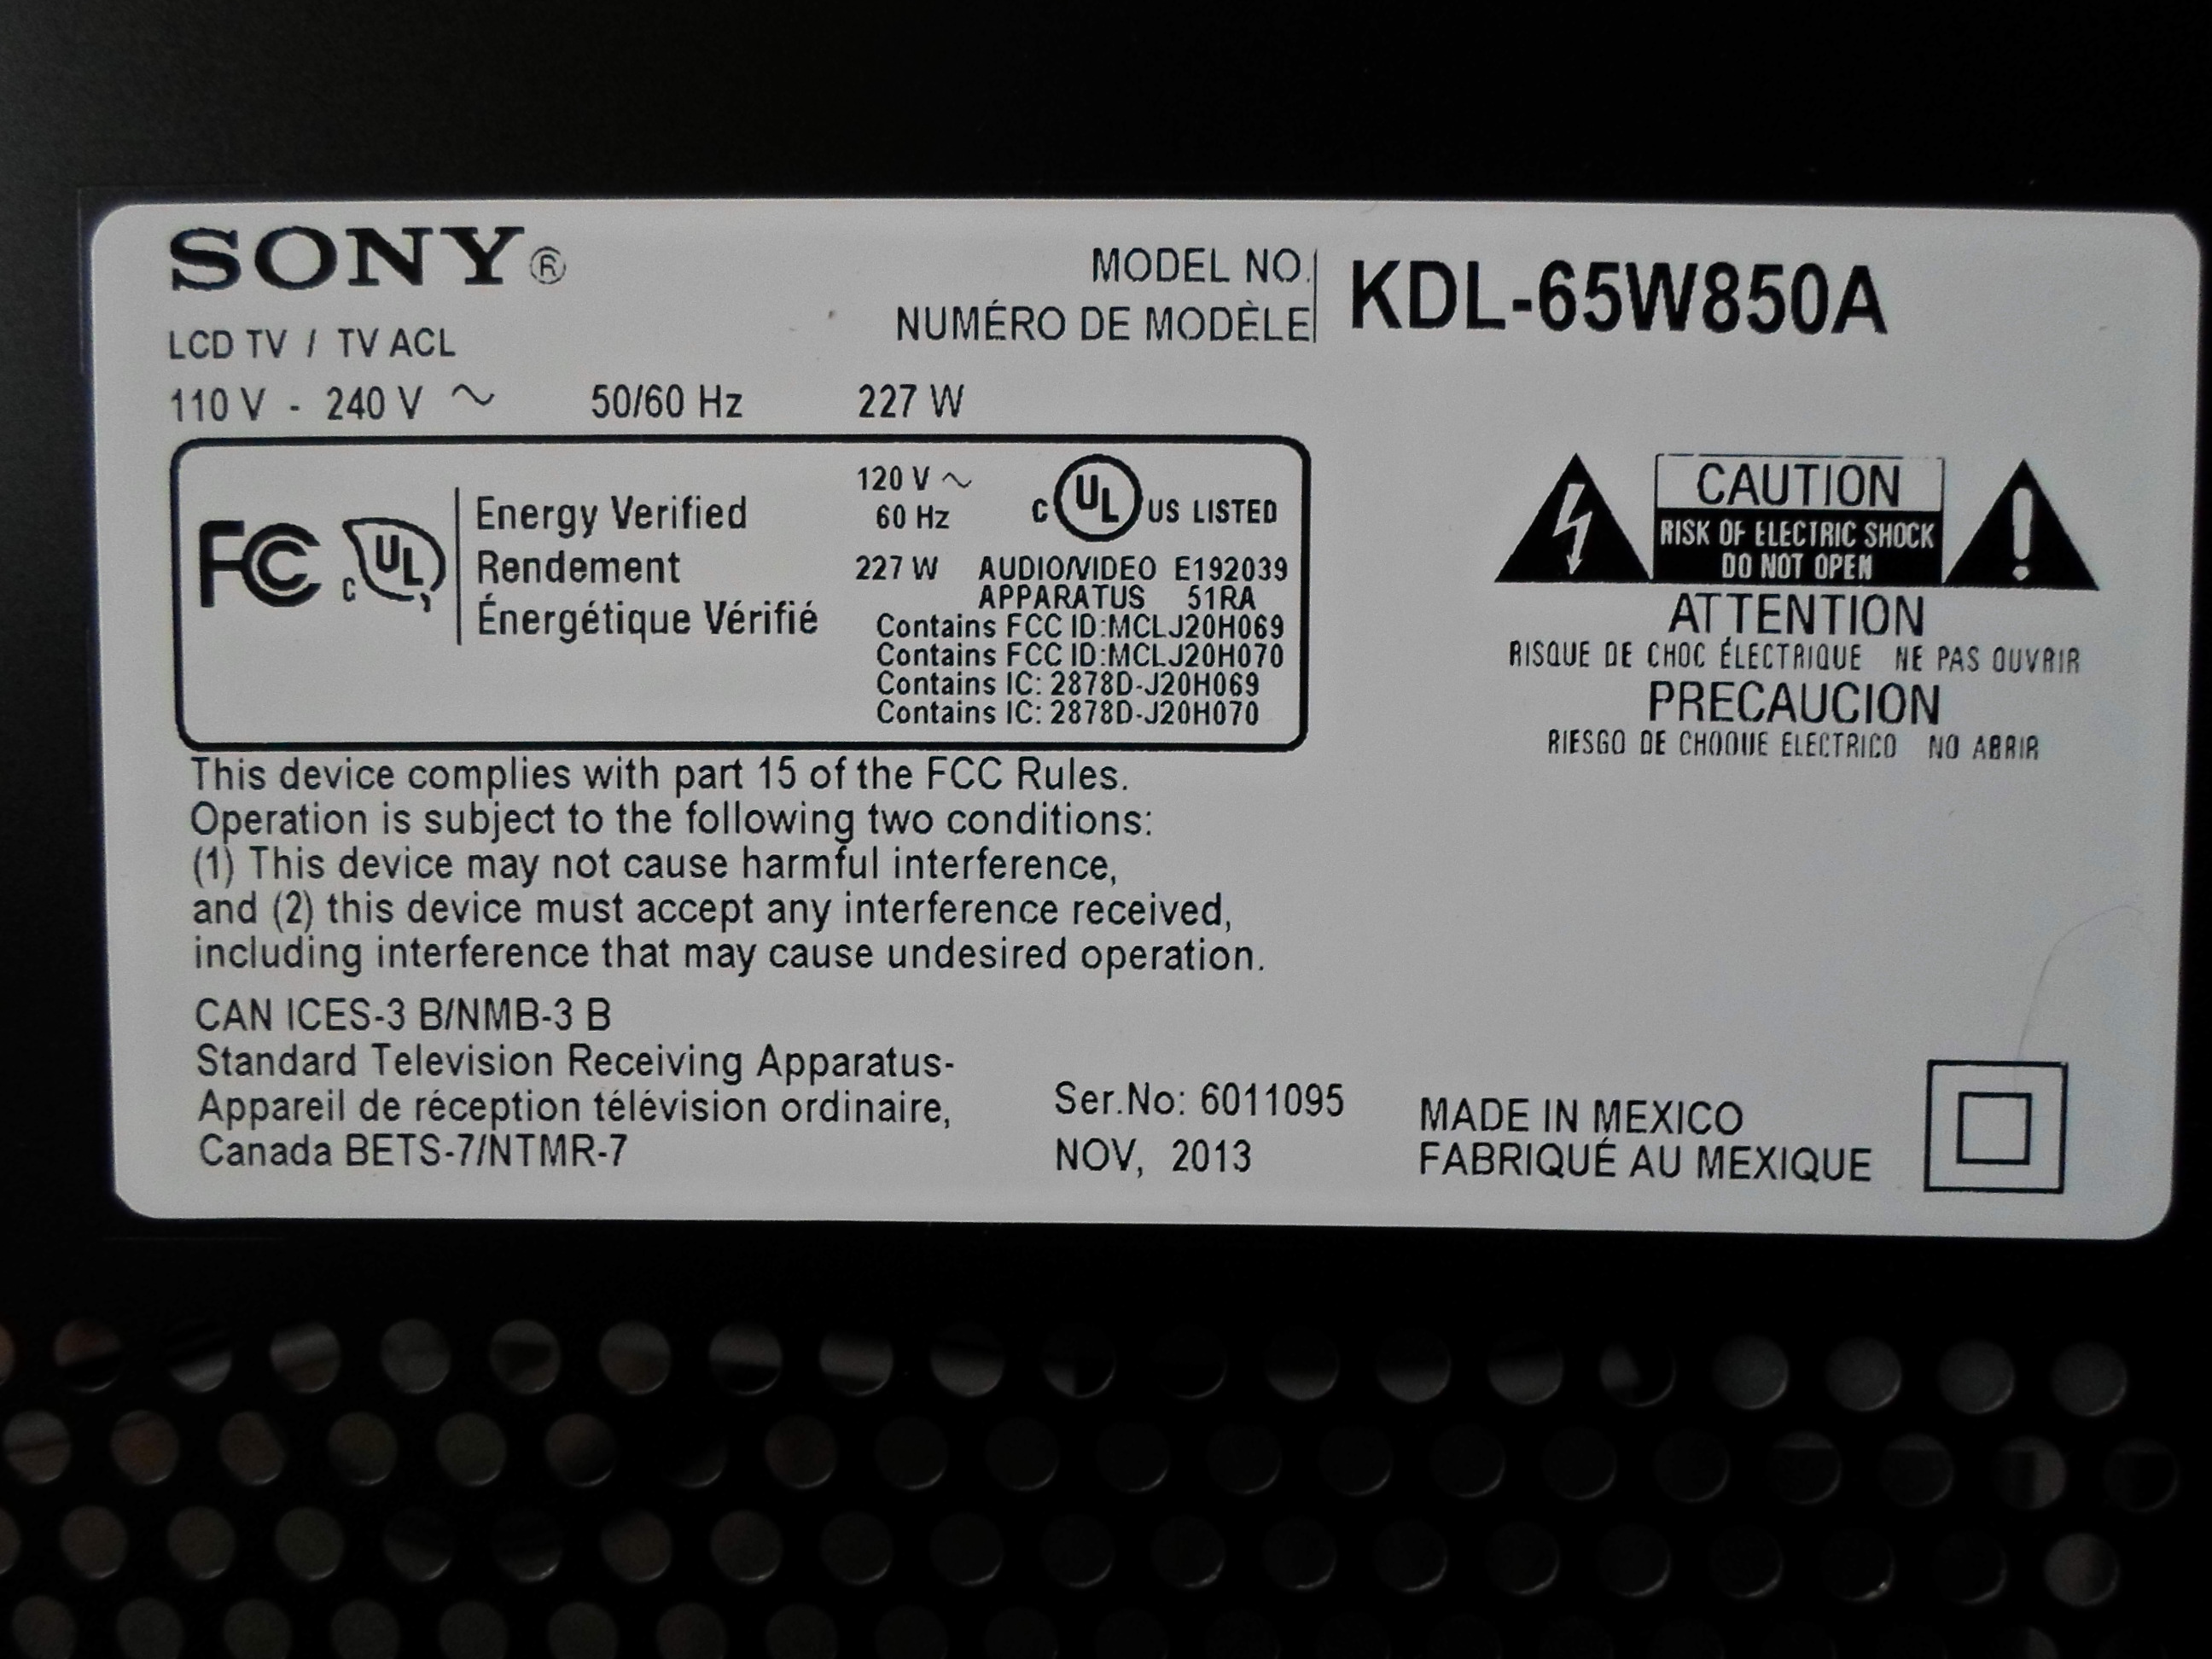 SONY®
MODEL NO.
NUMÉRO DE MODÈLE
KDL-65W850A
LCD TV / TV ACL
110 V - 240 V ~ 50/60 Hz 227 W
FC
c UL
Energy Verified
Rendement
Énergétique Vérifié
120 V ~
60 Hz
227 W
c UL US LISTED
AUDIO/VIDEO E192039
APPARATUS 51RA
Contains FCC ID:MCLJ20H069
Contains FCC ID:MCLJ20H070
Contains IC: 2878D-J20H069
Contains IC: 2878D-J20H070
CAUTION
RISK OF ELECTRIC SHOCK
DO NOT OPEN
ATTENTION
RISQUE DE CHOC ÉLECTRIQUE NE PAS OUVRIR
PRECAUCION
RIESGO DE CHOQUE ELECTRICO NO ABRIR
This device complies with part 15 of the FCC Rules.
Operation is subject to the following two conditions:
(1) This device may not cause harmful interference,
and (2) this device must accept any interference received,
including interference that may cause undesired operation.
CAN ICES-3 B/NMB-3 B
Standard Television Receiving Apparatus-
Appareil de réception télévision ordinaire,
Canada BETS-7/NTMR-7
Ser.No: 6011095
NOV, 2013
MADE IN MEXICO
FABRIQUÉ AU MEXIQUE